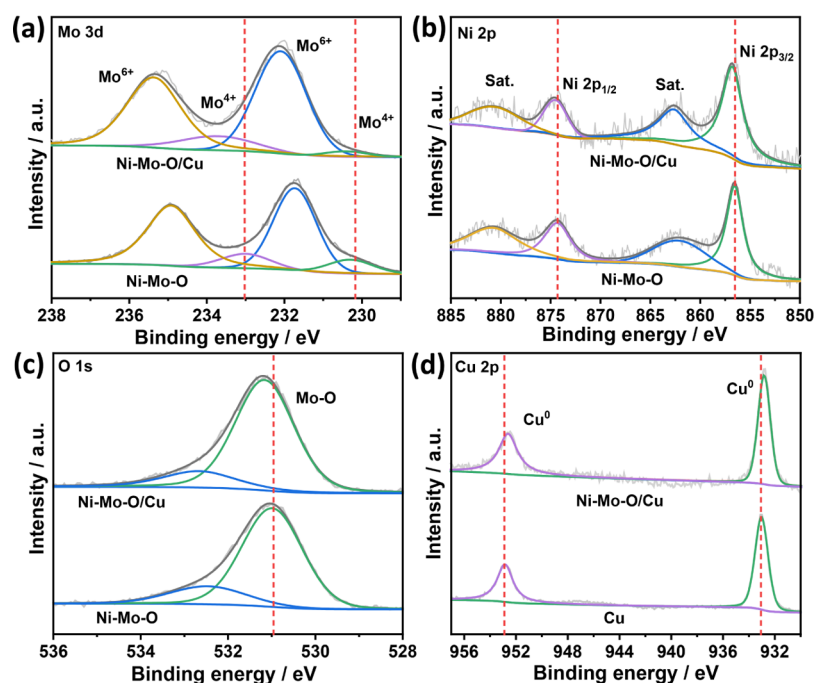 (a) Mo 3d
Mo6+
Mo4+
Mo6+
Mo4+
Ni-Mo-O/Cu
Ni-Mo-O
Intensity / a.u.
238 236 234 232 230
Binding energy / eV
(b) Ni 2p
Sat.
Ni 2p1/2
Sat.
Ni 2p3/2
Ni-Mo-O/Cu
Ni-Mo-O
Intensity / a.u.
885 880 875 870 865 860 855 850
Binding energy / eV
(c) O 1s
Mo-O
Ni-Mo-O/Cu
Ni-Mo-O
Intensity / a.u.
536 534 532 530 528
Binding energy / eV
(d) Cu 2p
Cu0
Cu0
Ni-Mo-O/Cu
Cu
Intensity / a.u.
956 952 948 944 940 936 932
Binding energy / eV